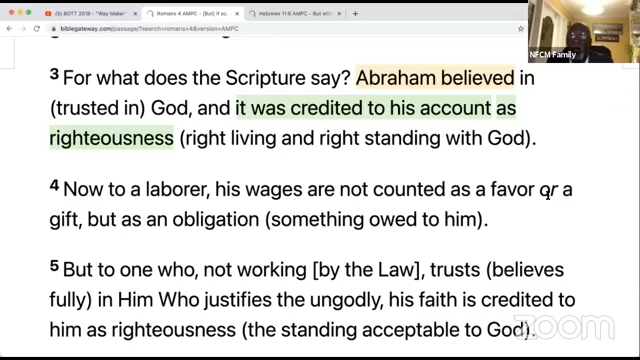 (5) BOTT 2018 - "Way Maker"
Romans 4 AMPC - [But] if so,
Hebrews 11:6 AMPC - But witho
biblegateway.com/passage/?search=romans+4&version=AMPC
NFCM Family
3 For what does the Scripture say? Abraham believed in
(trusted in) God, and it was credited to his account as
righteousness (right living and right standing with God).
4 Now to a laborer, his wages are not counted as a favor or a
gift, but as an obligation (something owed to him).
5 But to one who, not working [by the Law], trusts (believes
fully) in Him Who justifies the ungodly, his faith is credited to
him as righteousness (the standing acceptable to God).
zoom